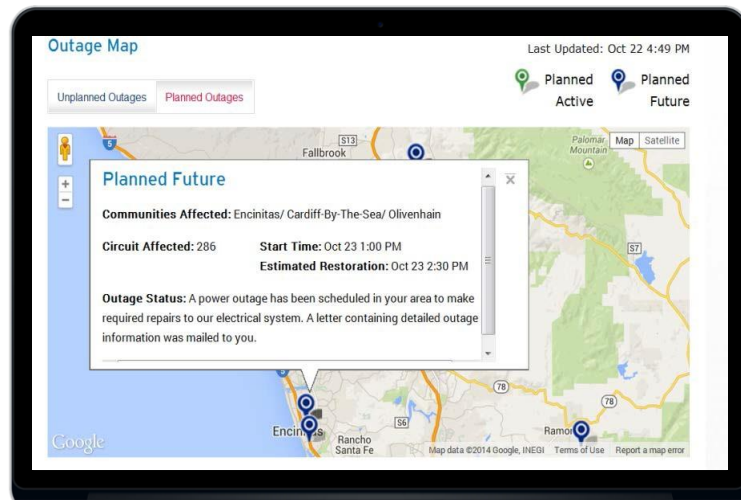 Outage Map
Last Updated: Oct 22 4:49 PM
Unplanned Outages
Planned Outages
Planned Active
Planned Future
5
S13
Fallbrook
Palomar Mountain
Map
Satellite
+
−
Planned Future
x
Communities Affected: Encinitas/ Cardiff-By-The-Sea/ Olivenhain
Circuit Affected: 286
Start Time: Oct 23 1:00 PM
Estimated Restoration: Oct 23 2:30 PM
Outage Status: A power outage has been scheduled in your area to make
required repairs to our electrical system. A letter containing detailed outage
information was mailed to you.
S7
5
78
78
S6
Rancho
Santa Fe
Google
Map data ©2014 Google, INEGI
Terms of Use
Report a map error